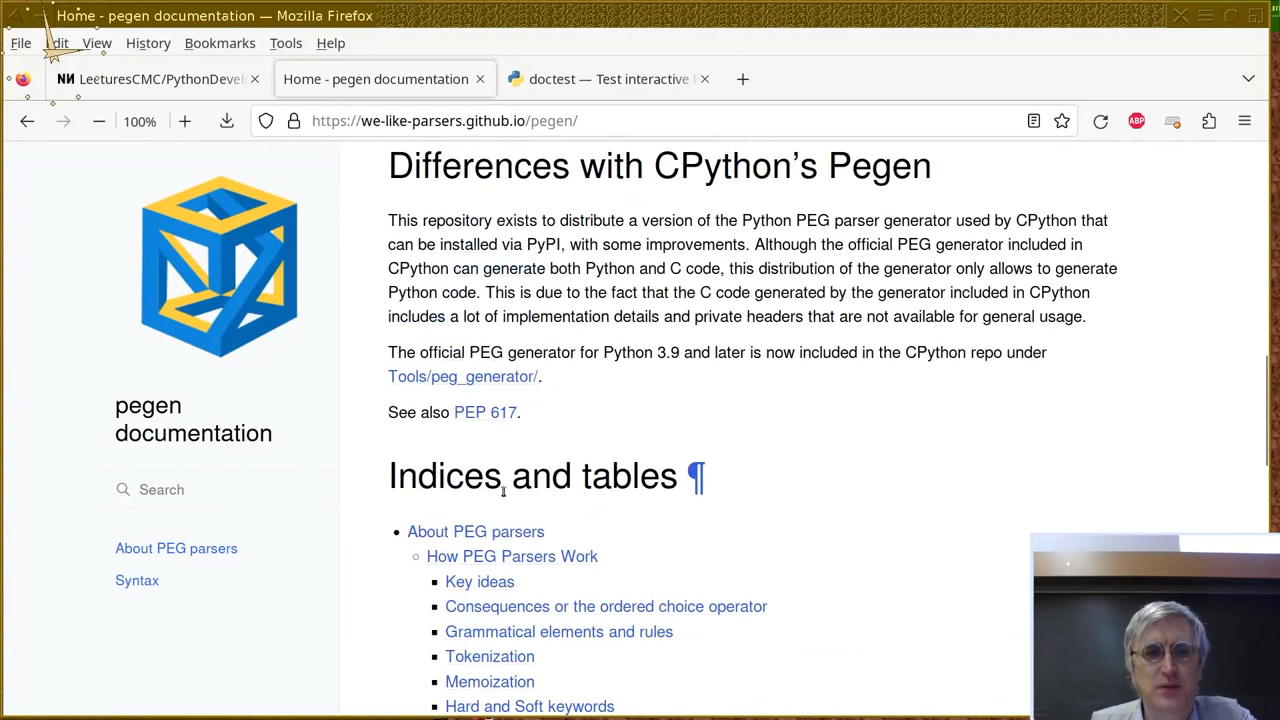 Home - pegen documentation — Mozilla Firefox
File Edit View History Bookmarks Tools Help
LecturesCMC/PythonDevel Home - pegen documentation doctest — Test interactive
100% https://we-like-parsers.github.io/pegen/ ABP
Differences with CPython’s Pegen
This repository exists to distribute a version of the Python PEG parser generator used by CPython that
can be installed via PyPI, with some improvements. Although the official PEG generator included in
CPython can generate both Python and C code, this distribution of the generator only allows to generate
Python code. This is due to the fact that the C code generated by the generator included in CPython
includes a lot of implementation details and private headers that are not available for general usage.
The official PEG generator for Python 3.9 and later is now included in the CPython repo under
Tools/peg_generator/.
See also PEP 617.
Indices and tables ¶
About PEG parsers
How PEG Parsers Work
Key ideas
Consequences or the ordered choice operator
Grammatical elements and rules
Tokenization
Memoization
Hard and Soft keywords
pegen
documentation
Search
About PEG parsers
Syntax